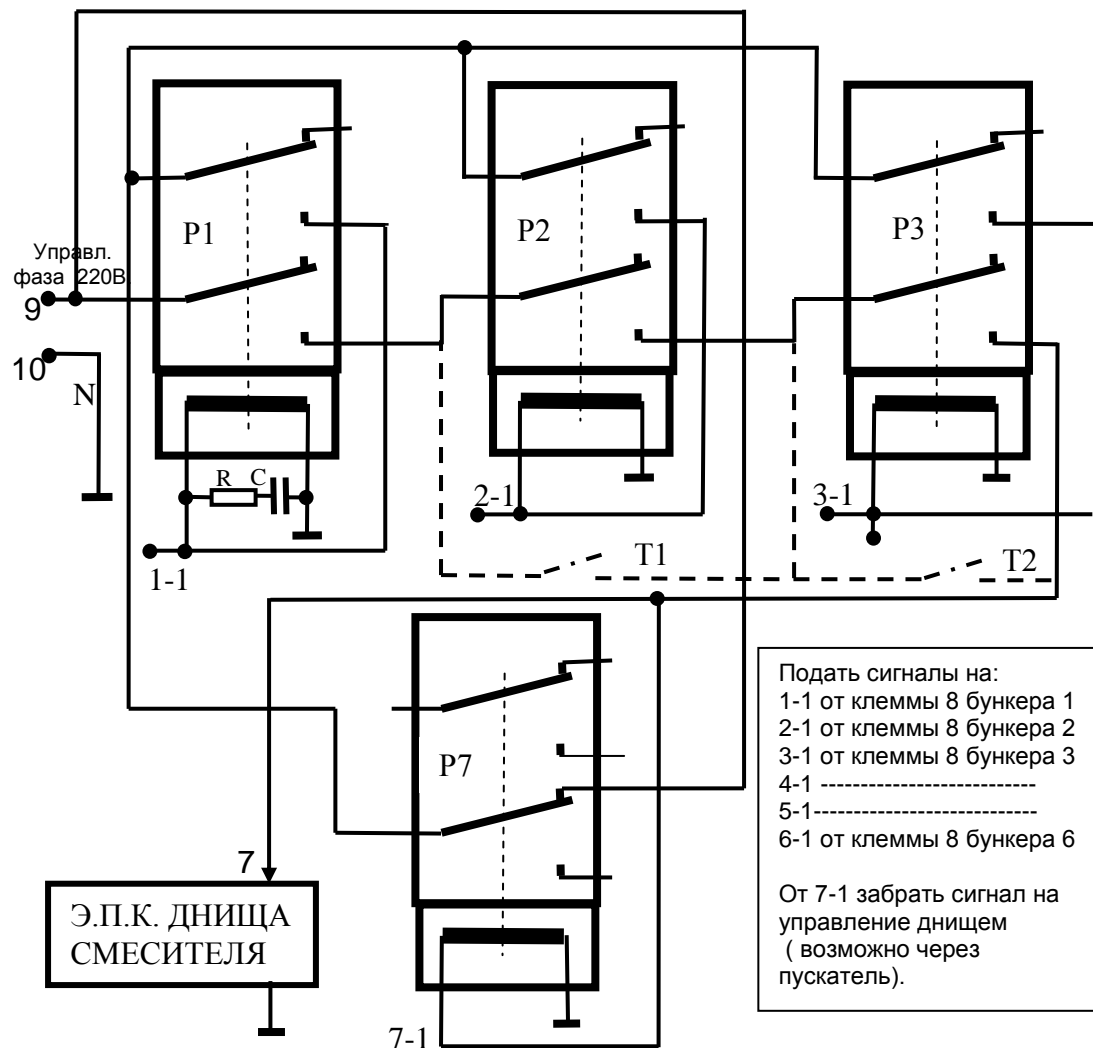 P1
P2
P3
Управл.
фаза 220В
9
10
N
R
C
1-1
2-1
3-1
T1
T2
P7
7
Э.П.К. ДНИЩА
СМЕСИТЕЛЯ
7-1
Подать сигналы на:
1-1 от клеммы 8 бункера 1
2-1 от клеммы 8 бункера 2
3-1 от клеммы 8 бункера 3
4-1 ---------------------------
5-1----------------------------
6-1 от клеммы 8 бункера 6
От 7-1 забрать сигнал на
управление днищем
( возможно через
пускатель).